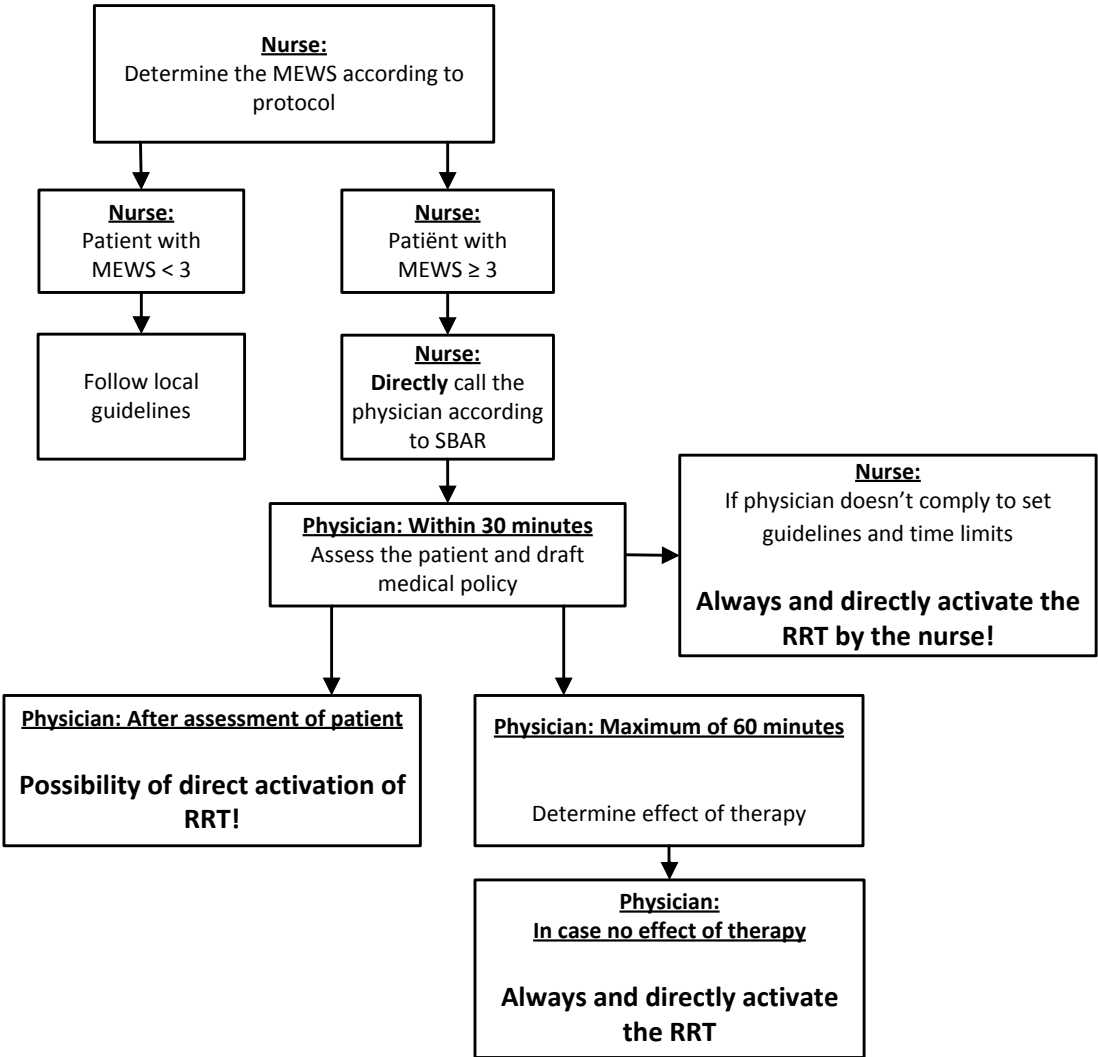 Nurse:
Determine the MEWS according to
protocol
Nurse:
Patient with
MEWS < 3
Nurse:
Patiënt with
MEWS ≥ 3
Follow local
guidelines
Nurse:
Directly call the
physician according
to SBAR
Physician: Within 30 minutes
Assess the patient and draft
medical policy
Nurse:
If physician doesn’t comply to set
guidelines and time limits
Always and directly activate the
RRT by the nurse!
Physician: After assessment of patient
Possibility of direct activation of
RRT!
Physician: Maximum of 60 minutes
Determine effect of therapy
Physician:
In case no effect of therapy
Always and directly activate
the RRT